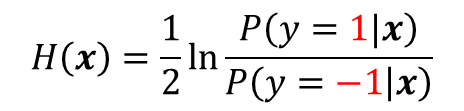 H(x) = 1/2 ln P(y = 1|x)/P(y = −1|x)